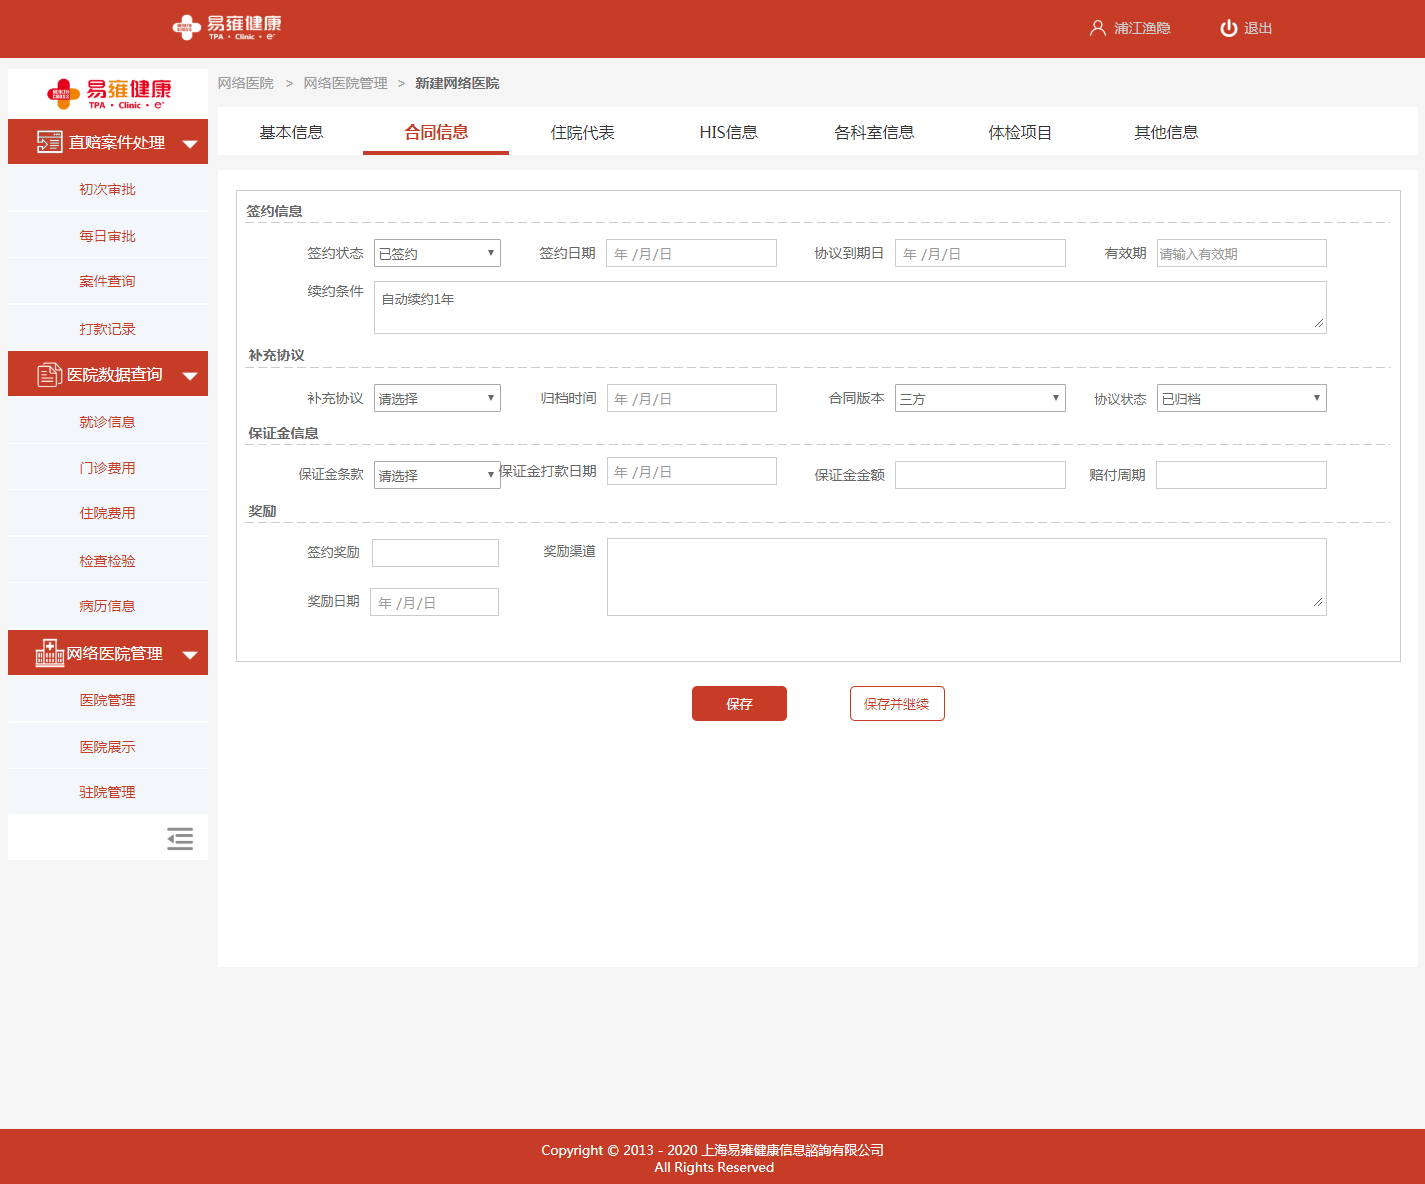 易雍健康
TPA · Clinic · e⁺
浦江渔隐
退出
易雍健康
TPA · Clinic · e⁺
网络医院 > 网络医院管理 > 新建网络医院
基本信息 合同信息 住院代表 HIS信息 各科室信息 体检项目 其他信息
直赔案件处理
初次审批
每日审批
案件查询
打款记录
医院数据查询
就诊信息
门诊费用
住院费用
检查检验
病历信息
网络医院管理
医院管理
医院展示
驻院管理
签约信息
签约状态 已签约 签约日期 年 /月/日 协议到期日 年 /月/日 有效期 请输入有效期
续约条件 自动续约1年
补充协议
补充协议 请选择 归档时间 年 /月/日 合同版本 三方 协议状态 已归档
保证金信息
保证金条款 请选择 保证金打款日期 年 /月/日 保证金金额 赔付周期
奖励
签约奖励 奖励渠道
奖励日期 年 /月/日
保存 保存并继续
Copyright © 2013 - 2020 上海易雍健康信息諮詢有限公司
All Rights Reserved